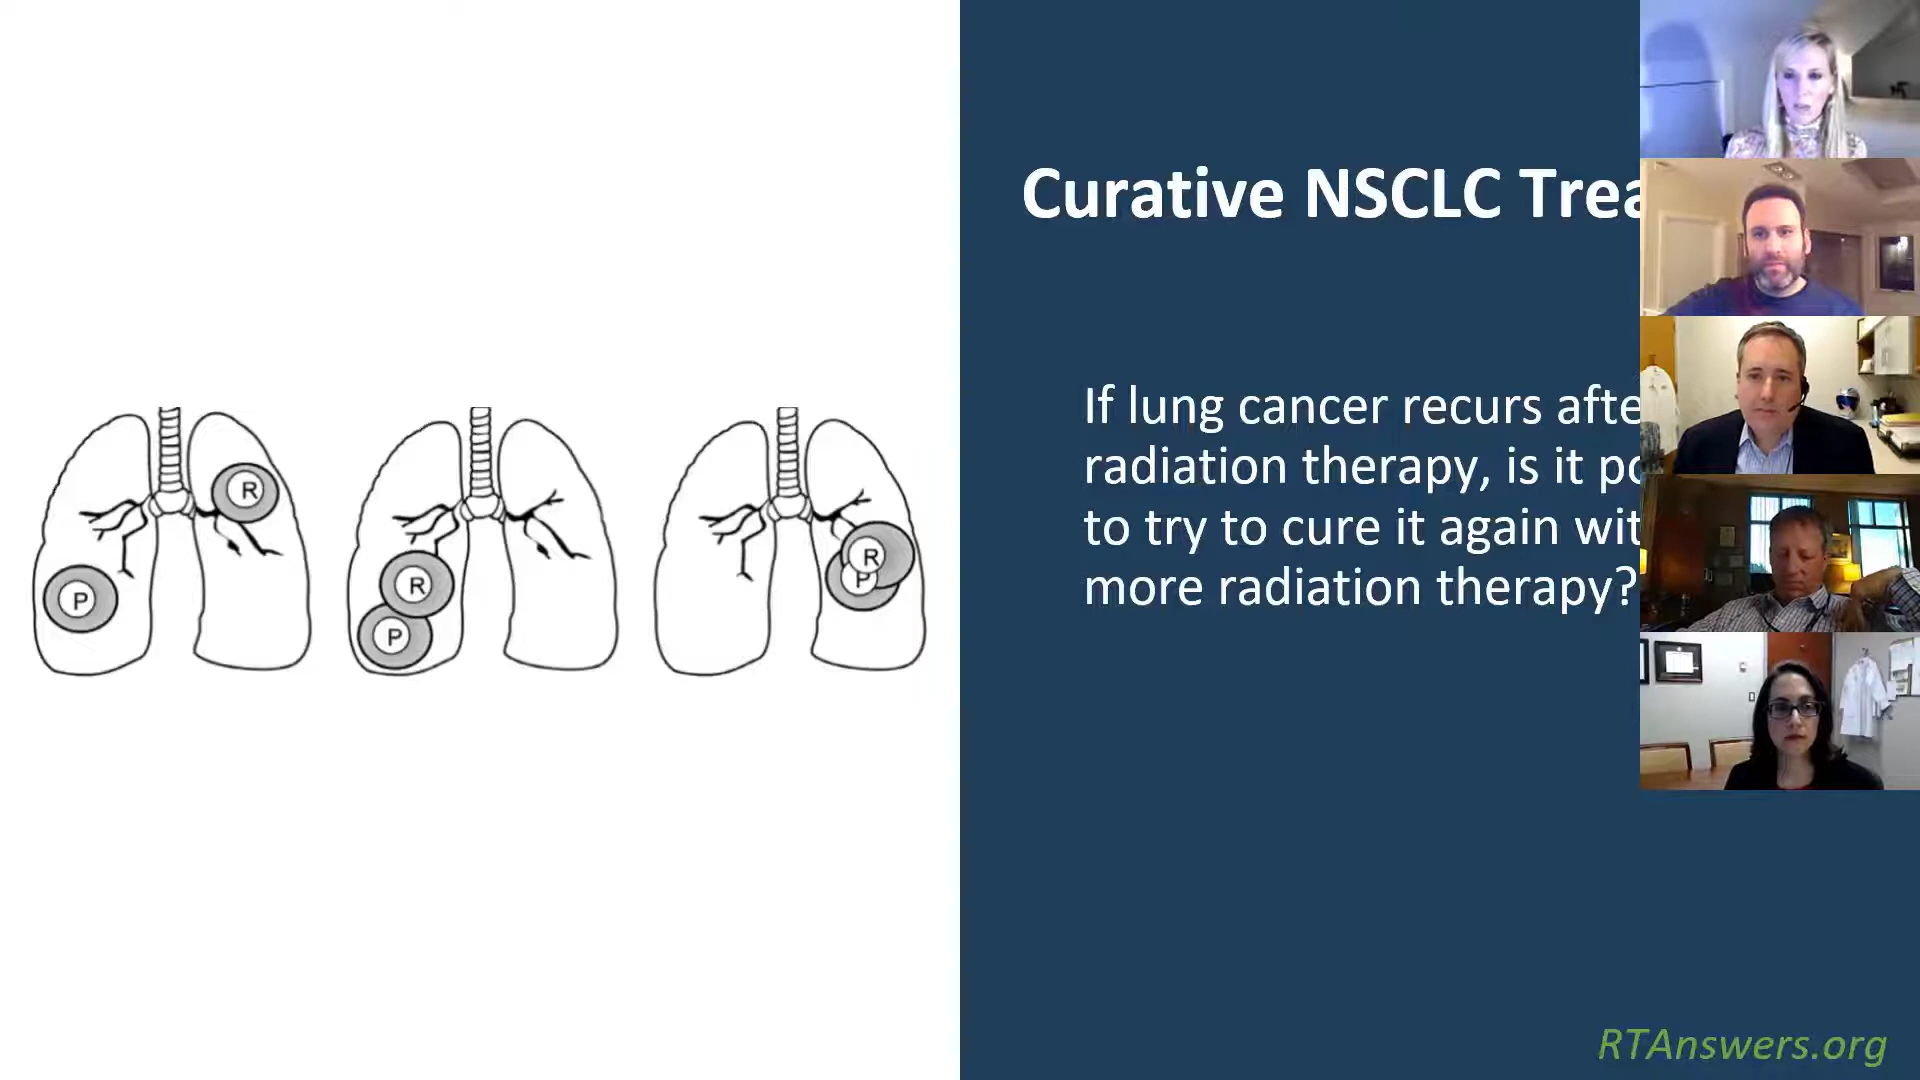 Curative NSCLC Trea
If lung cancer recurs afte
radiation therapy, is it po
to try to cure it again wit
more radiation therapy?
R
P
R
P
R
P
RTAnswers.org